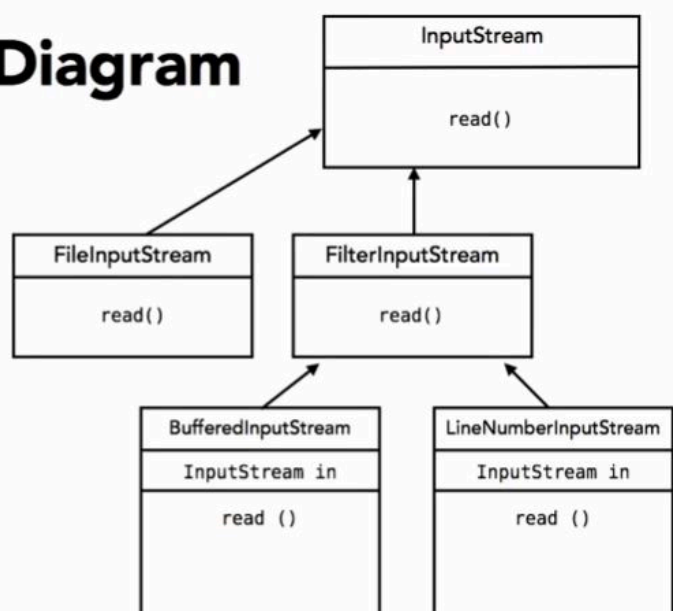 Diagram
InputStream
read()
FileInputStream
read()
FilterInputStream
read()
BufferedInputStream
InputStream in
read ()
LineNumberInputStream
InputStream in
read ()